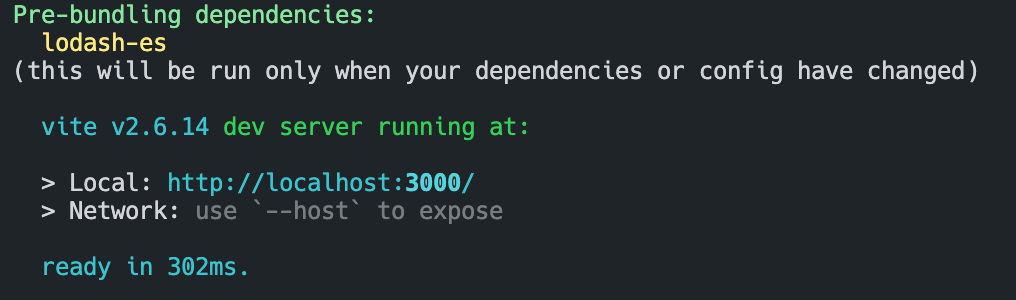 Pre-bundling dependencies:
lodash-es
(this will be run only when your dependencies or config have changed)
vite v2.6.14 dev server running at:
> Local: http://localhost:3000/
> Network: use `--host` to expose
ready in 302ms.